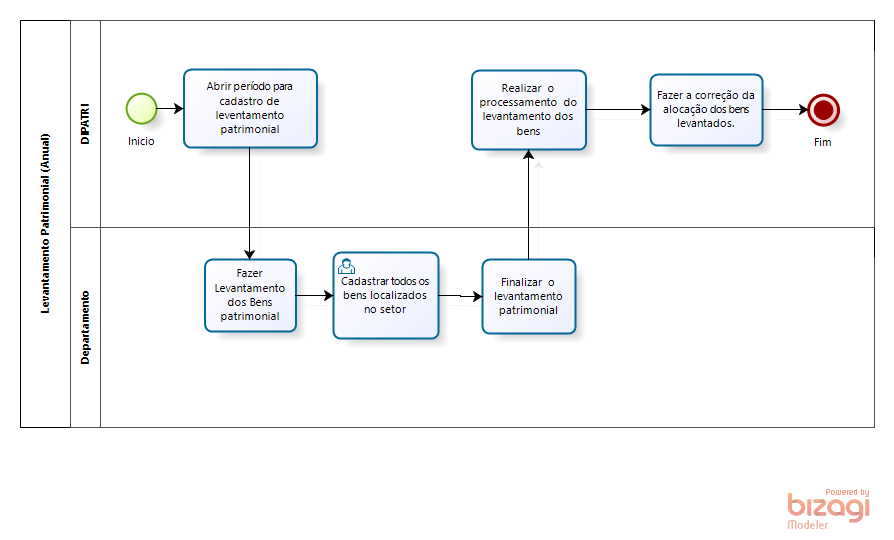 Levantamento Patrimonial (Anual)
DIPATRI
Inicio
Abrir período para
cadastro de
leventamento
patrimonial
Realizar o
processamento do
levantamento dos
bens
Fazer a correção da
alocação dos bens
levantados.
Fim
Departamento
Fazer
Levantamento
dos Bens
patrimonial
Cadastrar todos os
bens localizados
no setor
Finalizar o
levantamento
patrimonial
Powered by
bizagi
Modeler